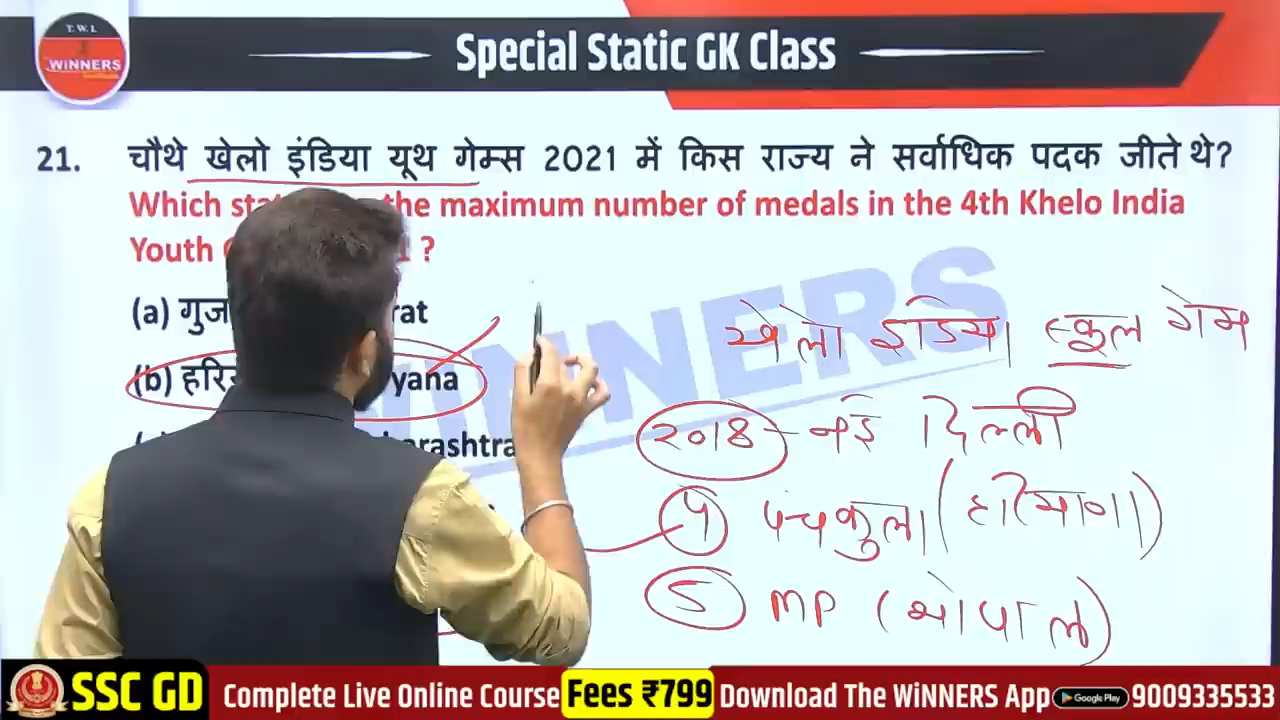 T. W. I.
WiNNERS
Special Static GK Class
21. चौथे खेलो इंडिया यूथ गेम्स 2021 में किस राज्य ने सर्वाधिक पदक जीते थे?
Which the maximum number of medals in the 4th Khelo India
Youth ?
(a) rat
(b) yana
arashtra
WINNERS
खेलो इंडिया स्कूल गेम
2018 - नई दिल्ली
4 पंचकुला (हरियाणा)
5 MP (भोपाल)
SSC GD Complete Live Online Course Fees ₹799 Download The WiNNERS App Google Play 9009335533